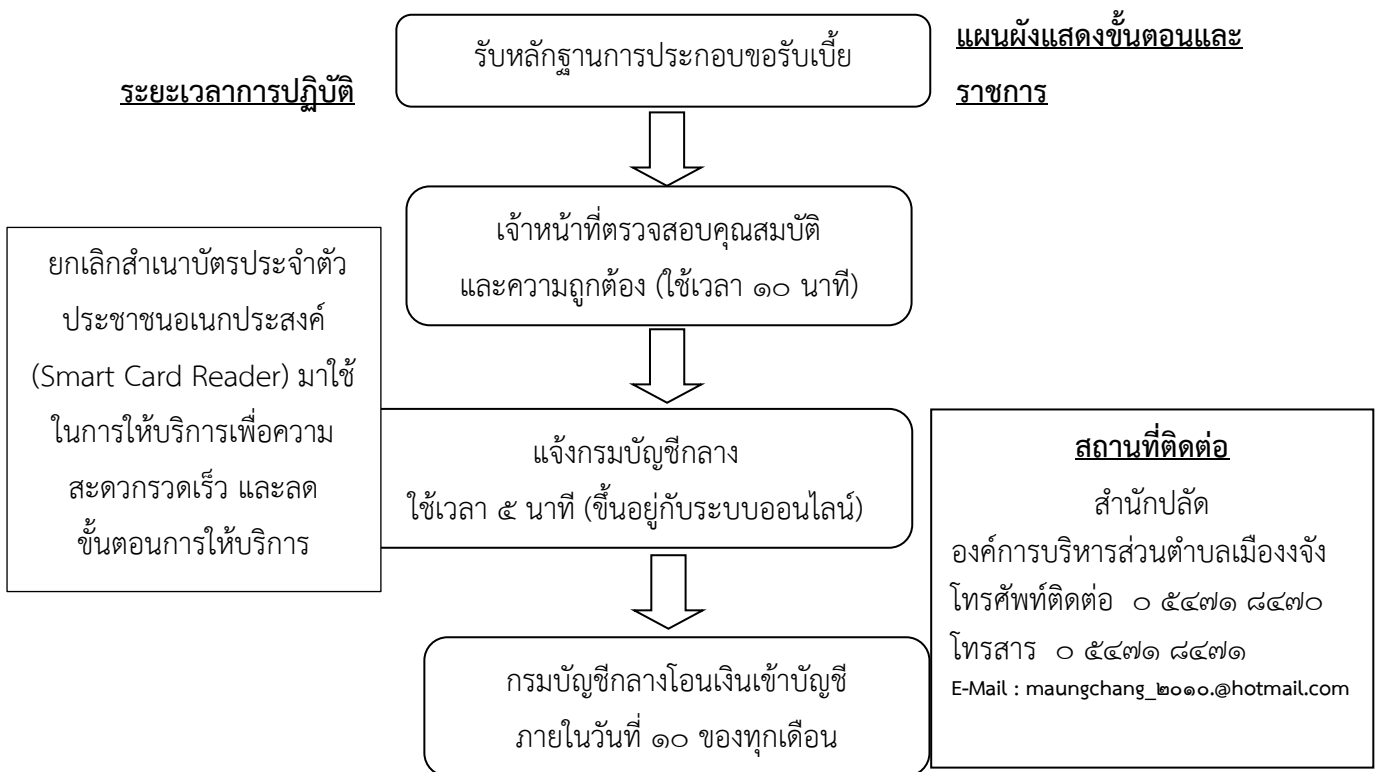 รับหลักฐานการประกอบขอรับเบี้ย
แผนผังแสดงขั้นตอนและ
ราชการ
ระยะเวลาการปฏิบัติ
เจ้าหน้าที่ตรวจสอบคุณสมบัติ
และความถูกต้อง (ใช้เวลา ๑๐ นาที)
ยกเลิกสำเนาบัตรประจำตัว
ประชาชนอเนกประสงค์
(Smart Card Reader) มาใช้
ในการให้บริการเพื่อความ
สะดวกรวดเร็ว และลด
ขั้นตอนการให้บริการ
แจ้งกรมบัญชีกลาง
ใช้เวลา ๕ นาที (ขึ้นอยู่กับระบบออนไลน์)
สถานที่ติดต่อ
สำนักปลัด
องค์การบริหารส่วนตำบลเมืองงจัง
โทรศัพท์ติดต่อ ๐ ๕๔๗๑ ๘๔๗๐
โทรสาร ๐ ๕๔๗๑ ๘๔๗๑
E-Mail : maungchang_๒๐๑๐.@hotmail.com
กรมบัญชีกลางโอนเงินเข้าบัญชี
ภายในวันที่ ๑๐ ของทุกเดือน